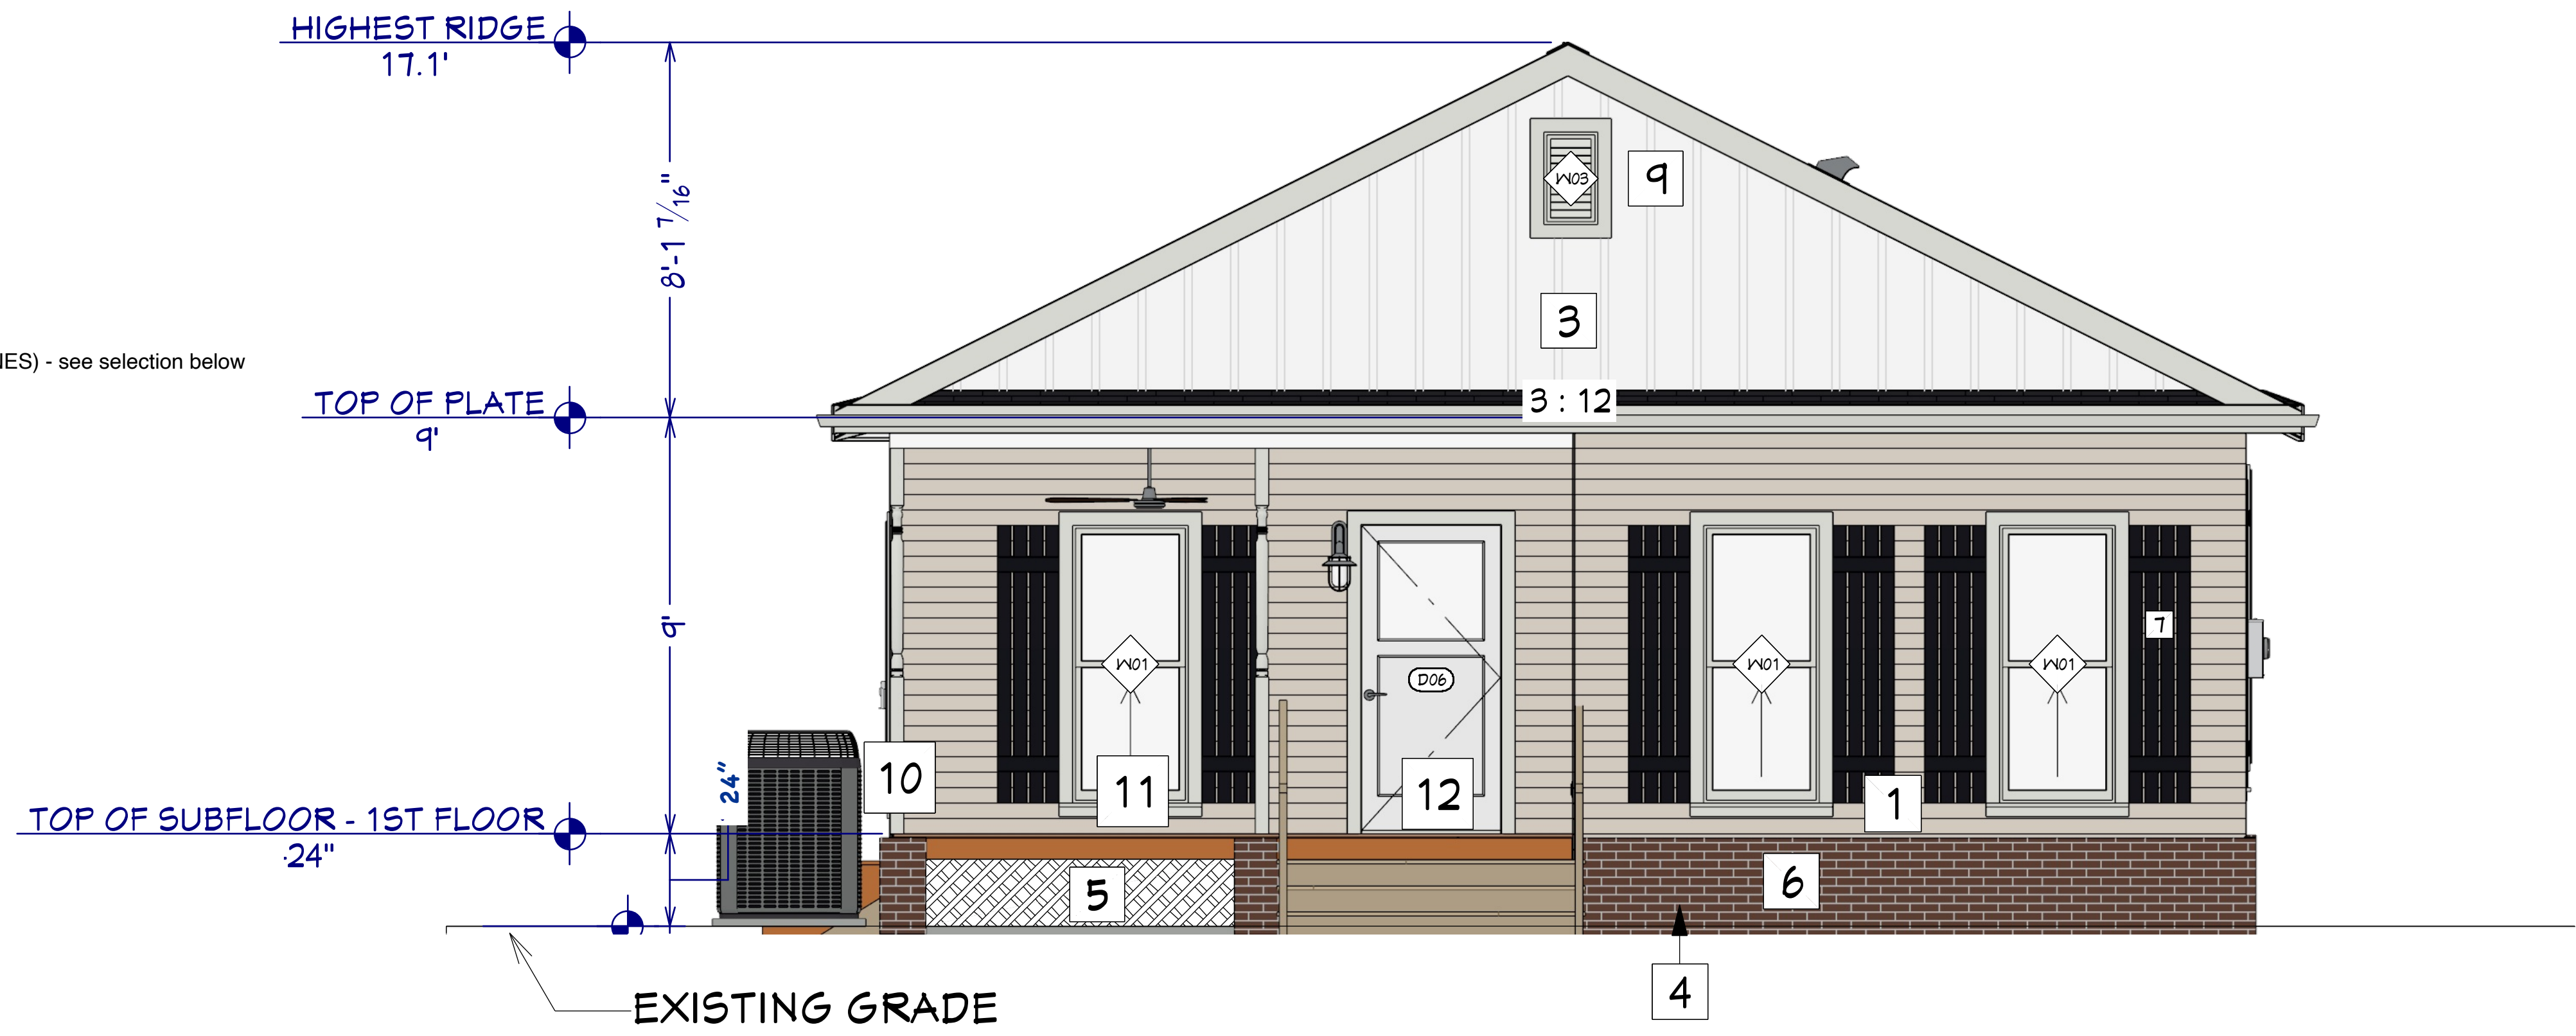 HIGHEST RIDGE
17.1'
8'-1 7/16"
W03
9
3
IES) - see selection below
TOP OF PLATE
9'
3 : 12
9'
7
W01
W01
W01
D06
24"
10
11
12
1
TOP OF SUBFLOOR - 1ST FLOOR
24"
5
6
4
EXISTING GRADE